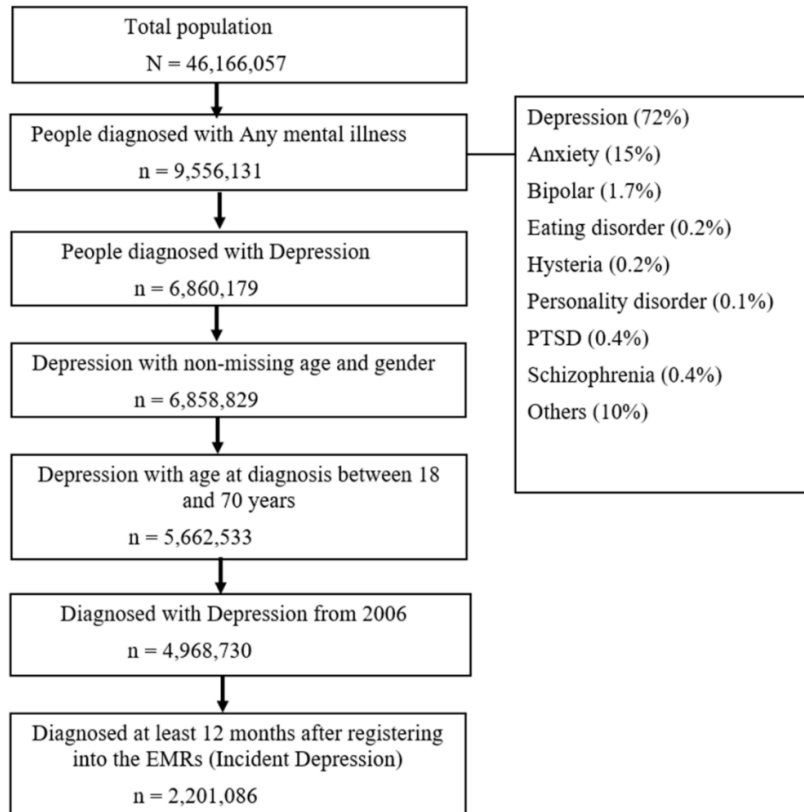 Total population
N = 46,166,057
People diagnosed with Any mental illness
n = 9,556,131
Depression (72%)
Anxiety (15%)
Bipolar (1.7%)
Eating disorder (0.2%)
Hysteria (0.2%)
Personality disorder (0.1%)
PTSD (0.4%)
Schizophrenia (0.4%)
Others (10%)
People diagnosed with Depression
n = 6,860,179
Depression with non-missing age and gender
n = 6,858,829
Depression with age at diagnosis between 18
and 70 years
n = 5,662,533
Diagnosed with Depression from 2006
n = 4,968,730
Diagnosed at least 12 months after registering
into the EMRs (Incident Depression)
n = 2,201,086